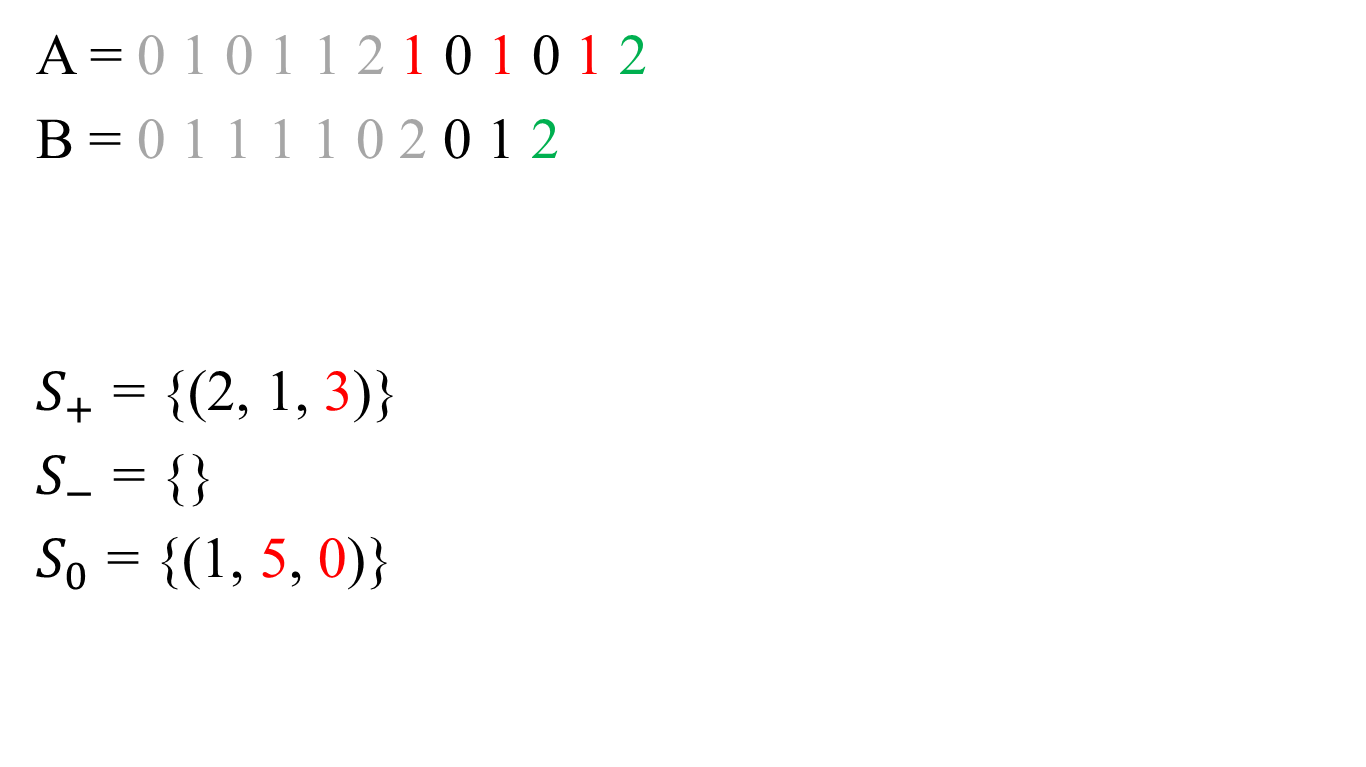 A = 0 1 0 1 1 2 1 0 1 0 1 2
B = 0 1 1 1 1 0 2 0 1 2
S₊ = {(2, 1, 3)}
S₋ = {}
S₀ = {(1, 5, 0)}